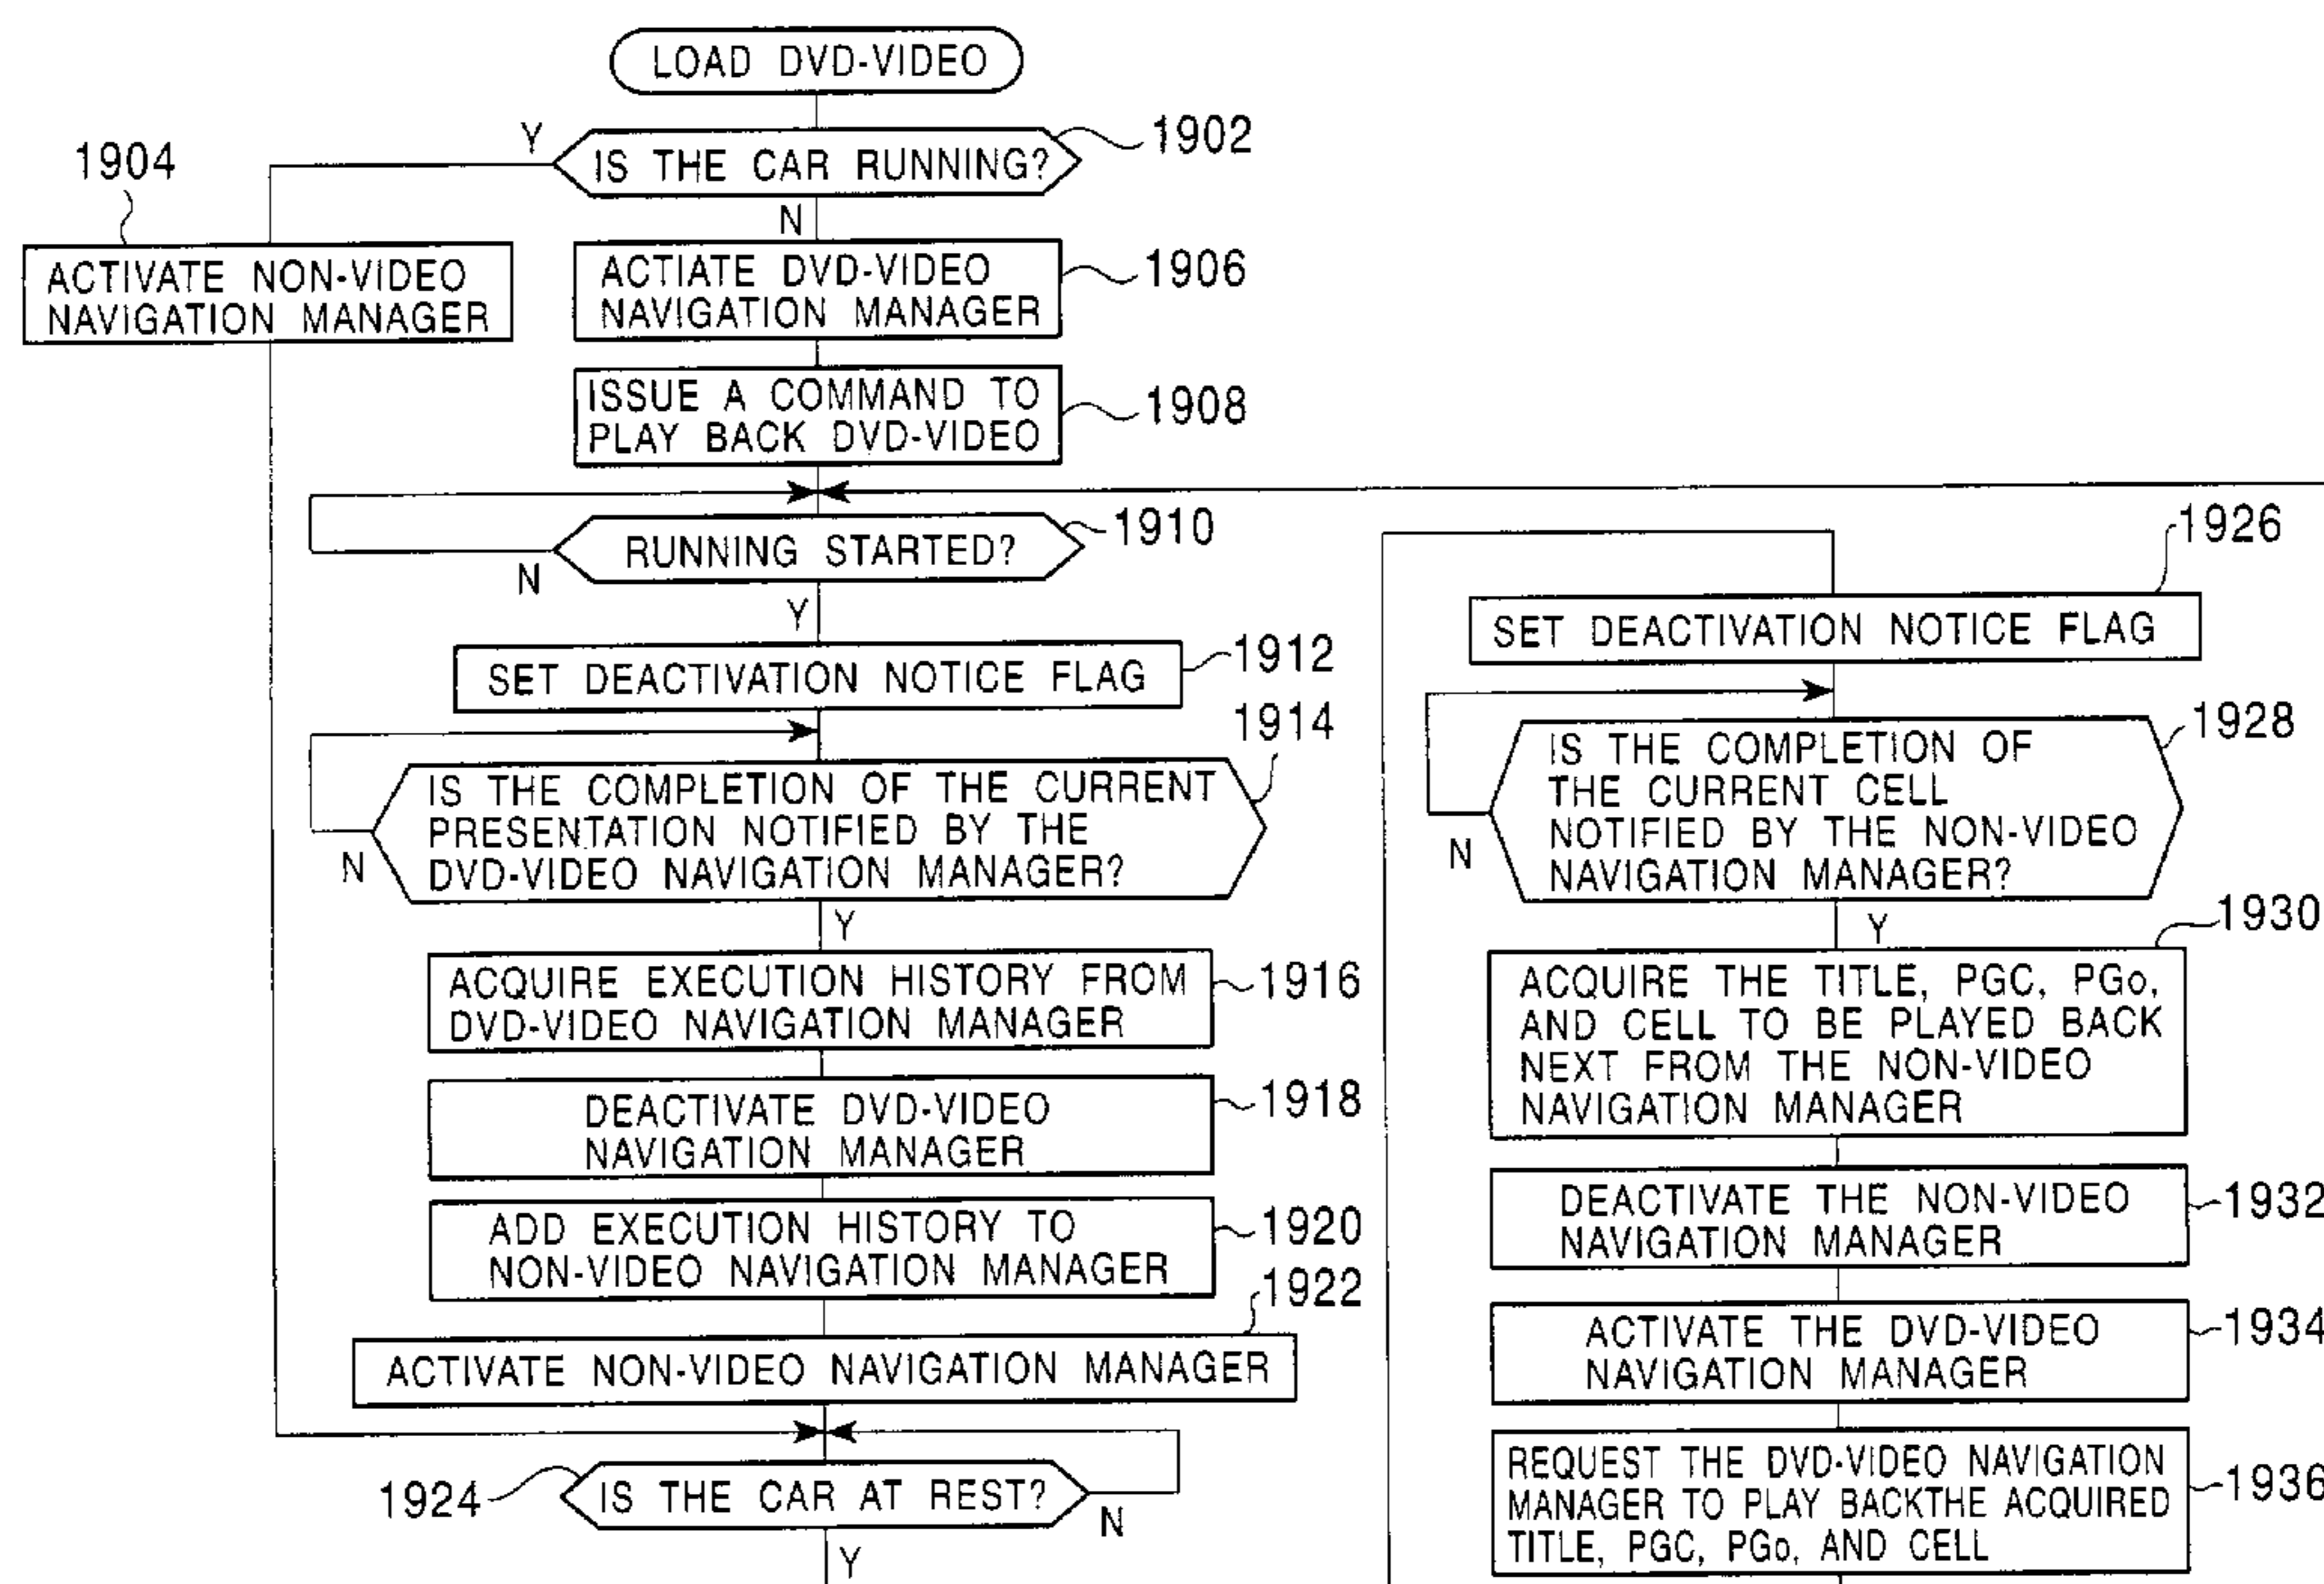 LOAD DVD-VIDEO
Y
IS THE CAR RUNNING?
1902
1904
N
ACTIVATE NON-VIDEO
NAVIGATION MANAGER
ACTIATE DVD-VIDEO
NAVIGATION MANAGER
1906
ISSUE A COMMAND TO
PLAY BACK DVD-VIDEO
1908
RUNNING STARTED?
1910
N
Y
SET DEACTIVATION NOTICE FLAG
1912
1914
IS THE COMPLETION OF THE CURRENT
PRESENTATION NOTIFIED BY THE
DVD-VIDEO NAVIGATION MANAGER?
N
Y
ACQUIRE EXECUTION HISTORY FROM
DVD-VIDEO NAVIGATION MANAGER
1916
DEACTIVATE DVD-VIDEO
NAVIGATION MANAGER
1918
ADD EXECUTION HISTORY TO
NON-VIDEO NAVIGATION MANAGER
1920
1922
ACTIVATE NON-VIDEO NAVIGATION MANAGER
1924
IS THE CAR AT REST?
N
Y
1926
SET DEACTIVATION NOTICE FLAG
1928
IS THE COMPLETION OF
THE CURRENT CELL
NOTIFIED BY THE NON-VIDEO
NAVIGATION MANAGER?
N
Y
1930
ACQUIRE THE TITLE, PGC, PGo,
AND CELL TO BE PLAYED BACK
NEXT FROM THE NON-VIDEO
NAVIGATION MANAGER
DEACTIVATE THE NON-VIDEO
NAVIGATION MANAGER
1932
ACTIVATE THE DVD-VIDEO
NAVIGATION MANAGER
1934
REQUEST THE DVD-VIDEO NAVIGATION
MANAGER TO PLAY BACKTHE ACQUIRED
TITLE, PGC, PGo, AND CELL
1936